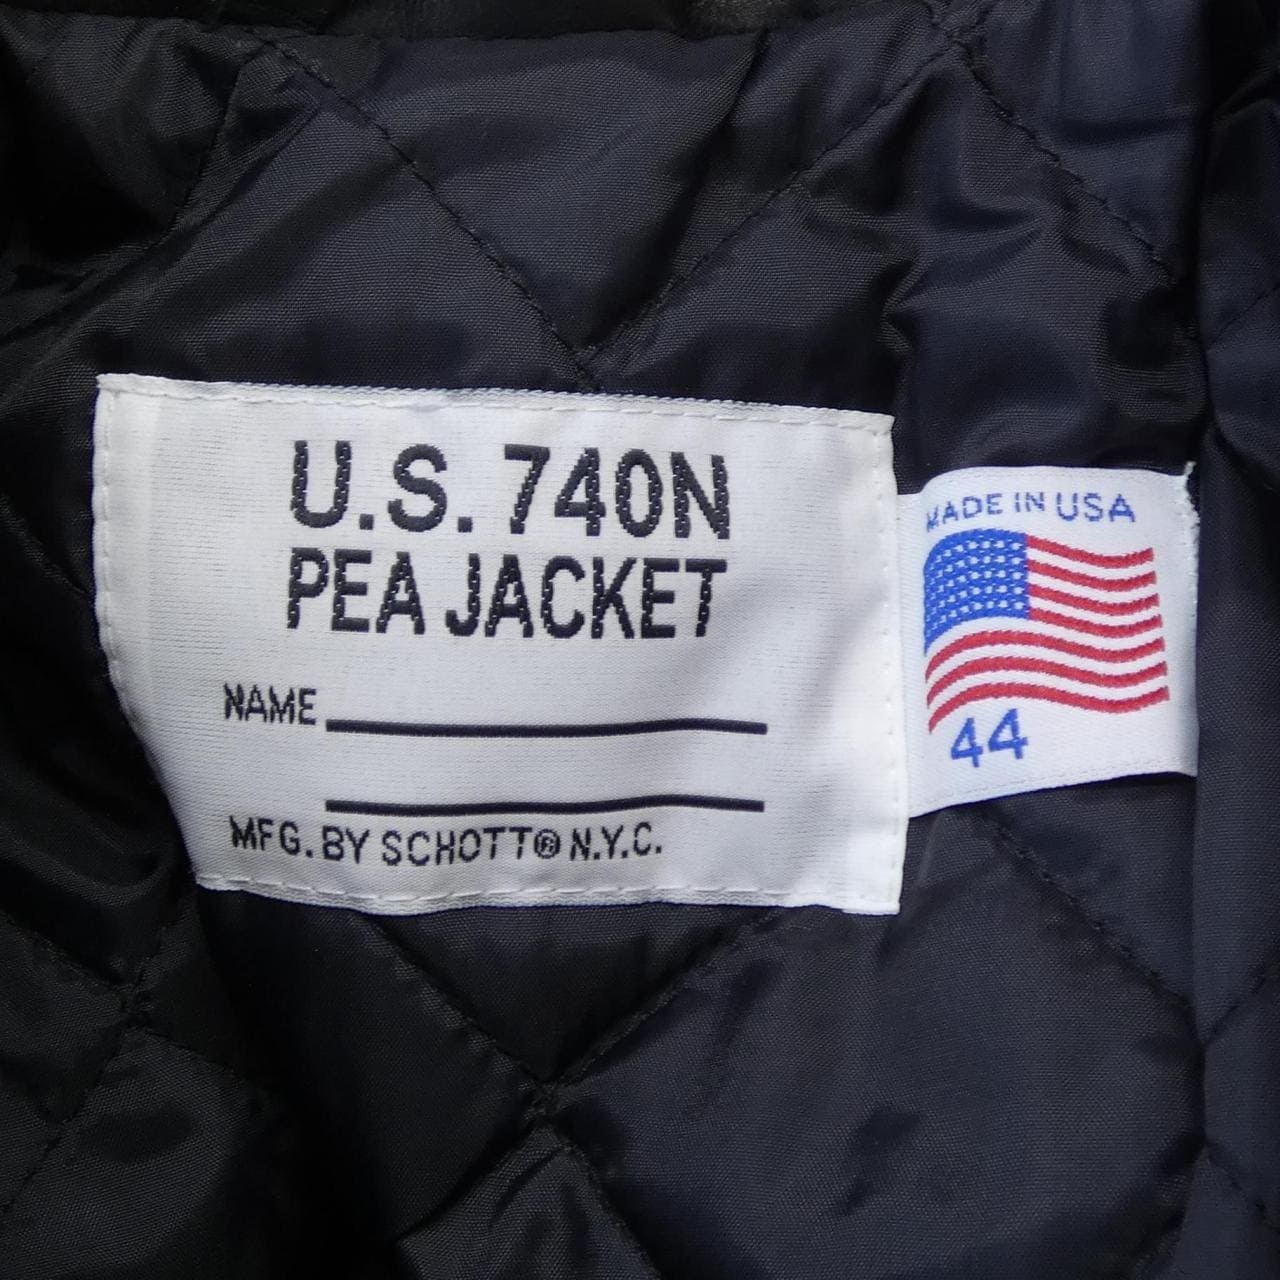 U.S. 740N
PEA JACKET
NAME
MFG. BY SCHOTT® N.Y.C.
MADE IN USA
44